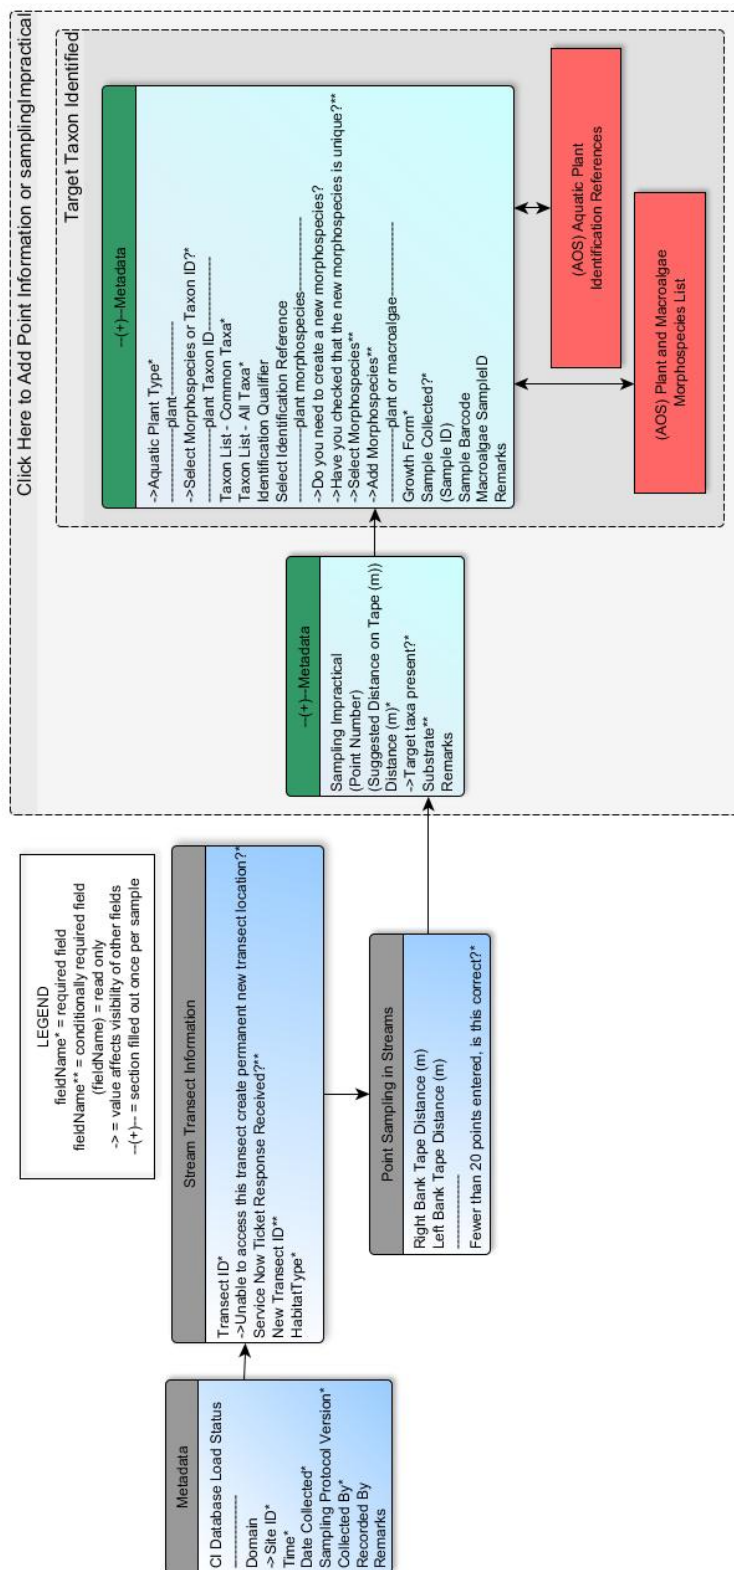 Click Here to Add Point Information or samplingImpractical
Target Taxon Identified
LEGEND
fieldName* = required field
fieldName** = conditionally required field
(fieldName) = read only
-> = value affects visibility of other fields
--(+)-- = section filled out once per sample
Metadata
CI Database Load Status
------------------
Domain
->Site ID*
Time*
Date Collected*
Sampling Protocol Version*
Collected By*
Recorded By
Remarks
Stream Transect Information
Transect ID*
->Unable to access this transect create permanent new transect location?*
Service Now Ticket Response Received?**
New Transect ID**
HabitatType*
Point Sampling in Streams
Right Bank Tape Distance (m)
Left Bank Tape Distance (m)
------------------
Fewer than 20 points entered, is this correct?*
--(+)--Metadata
Sampling Impractical
(Point Number)
(Suggested Distance on Tape (m))
Distance (m)*
->Target taxa present?*
Substrate**
Remarks
--(+)--Metadata
->Aquatic Plant Type*
------------------plant------------------
->Select Morphospecies or Taxon ID?*
------------------plant Taxon ID------------------
Taxon List - Common Taxa*
Taxon List - All Taxa*
Identification Qualifier
Select Identification Reference
------------------plant morphospecies------------------
->Do you need to create a new morphospecies?
->Have you checked that the new morphospecies is unique?**
->Select Morphospecies**
->Add Morphospecies**
------------------plant or macroalgae------------------
Growth Form*
Sample Collected?*
(Sample ID)
Sample Barcode
Macroalgae SampleID
Remarks
(AOS) Aquatic Plant
Identification References
(AOS) Plant and Macroalgae
Morphospecies List